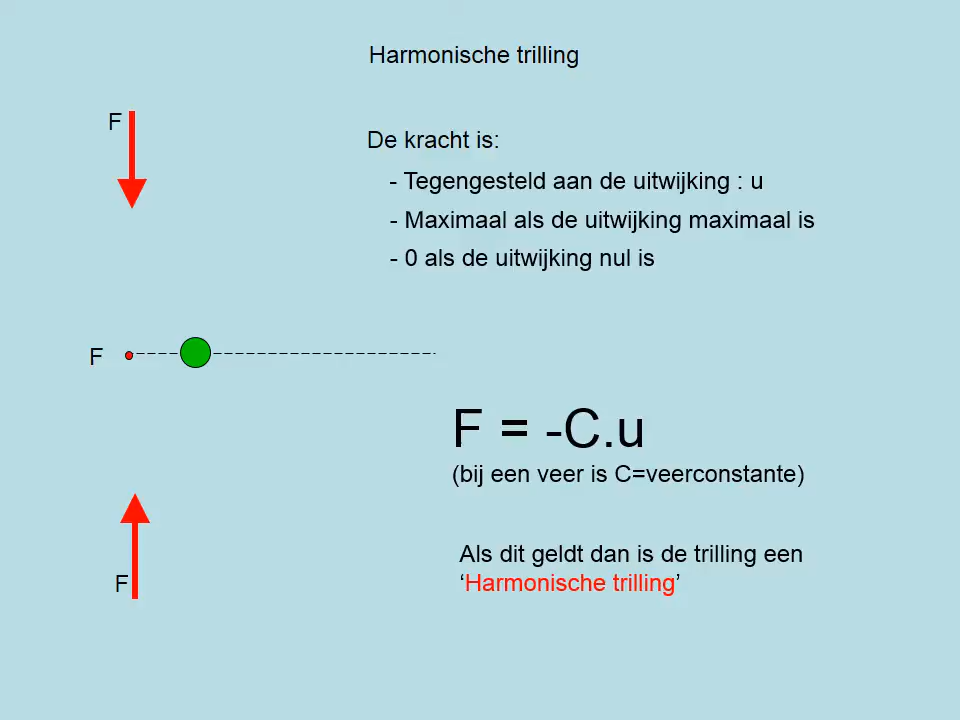 Harmonische trilling
F
De kracht is:
- Tegengesteld aan de uitwijking : u
- Maximaal als de uitwijking maximaal is
- 0 als de uitwijking nul is
F
F = -C.u
(bij een veer is C=veerconstante)
Als dit geldt dan is de trilling een
‘Harmonische trilling’
F